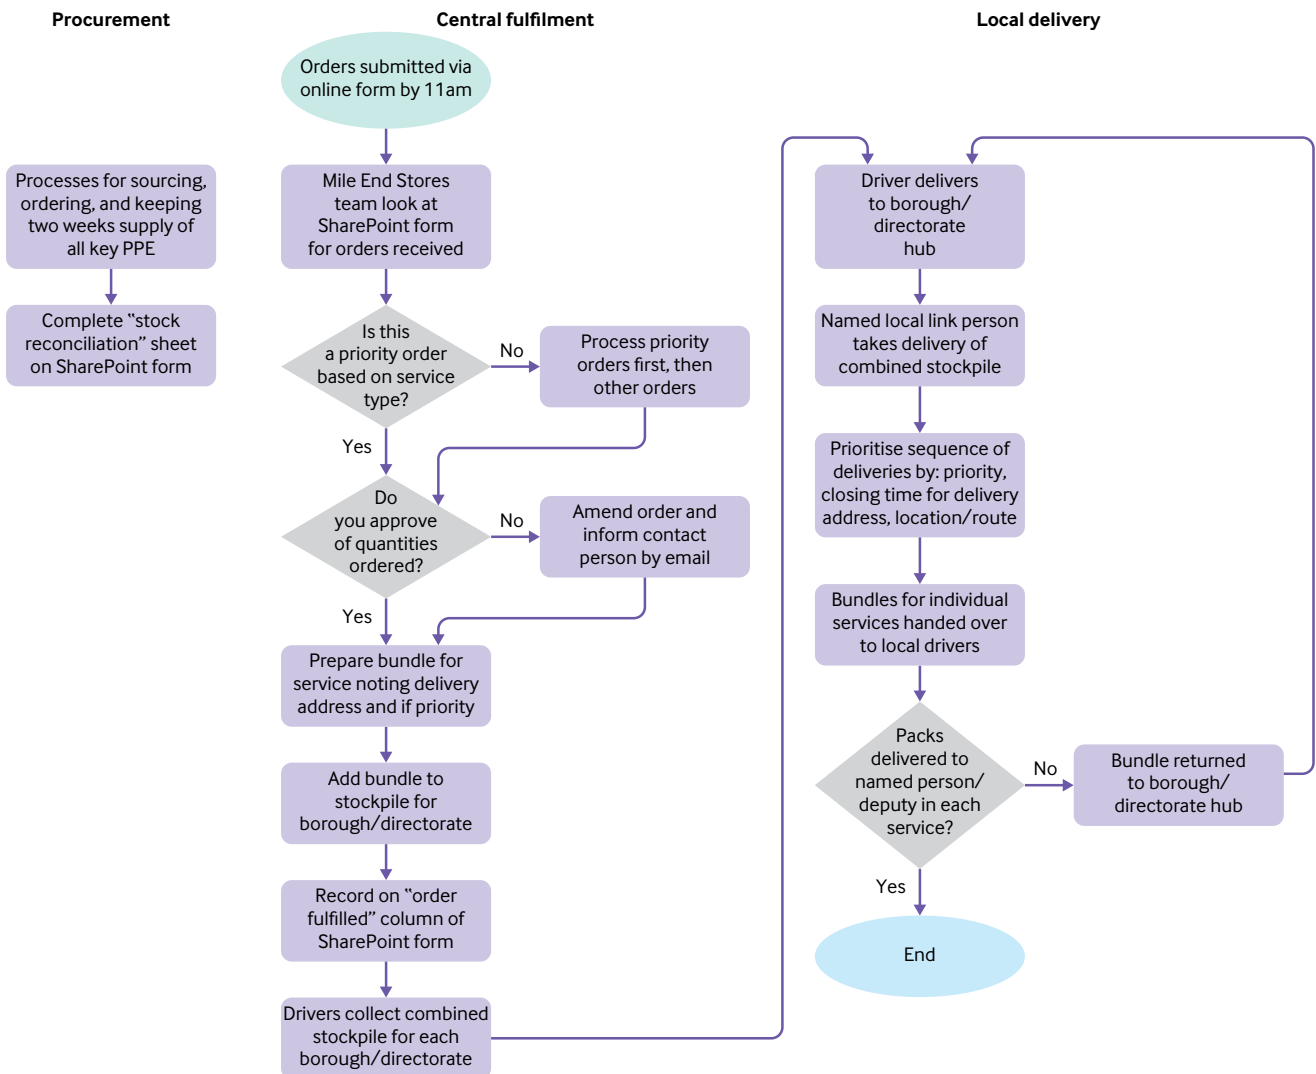 Procurement
Central fulfilment
Local delivery
Processes for sourcing,
ordering, and keeping
two weeks supply of
all key PPE
Complete “stock
reconciliation” sheet
on SharePoint form
Orders submitted via
online form by 11am
Mile End Stores
team look at
SharePoint form
for orders received
Is this
a priority order
based on service
type?
No
Process priority
orders first, then
other orders
Yes
Do
you approve
of quantities
ordered?
No
Amend order and
inform contact
person by email
Yes
Prepare bundle for
service noting delivery
address and if priority
Add bundle to
stockpile for
borough/directorate
Record on “order
fulfilled” column of
SharePoint form
Drivers collect combined
stockpile for each
borough/directorate
Driver delivers
to borough/
directorate
hub
Named local link person
takes delivery of
combined stockpile
Prioritise sequence of
deliveries by: priority,
closing time for delivery
address, location/route
Bundles for individual
services handed over
to local drivers
Packs
delivered to
named person/
deputy in each
service?
No
Bundle returned
to borough/
directorate hub
Yes
End